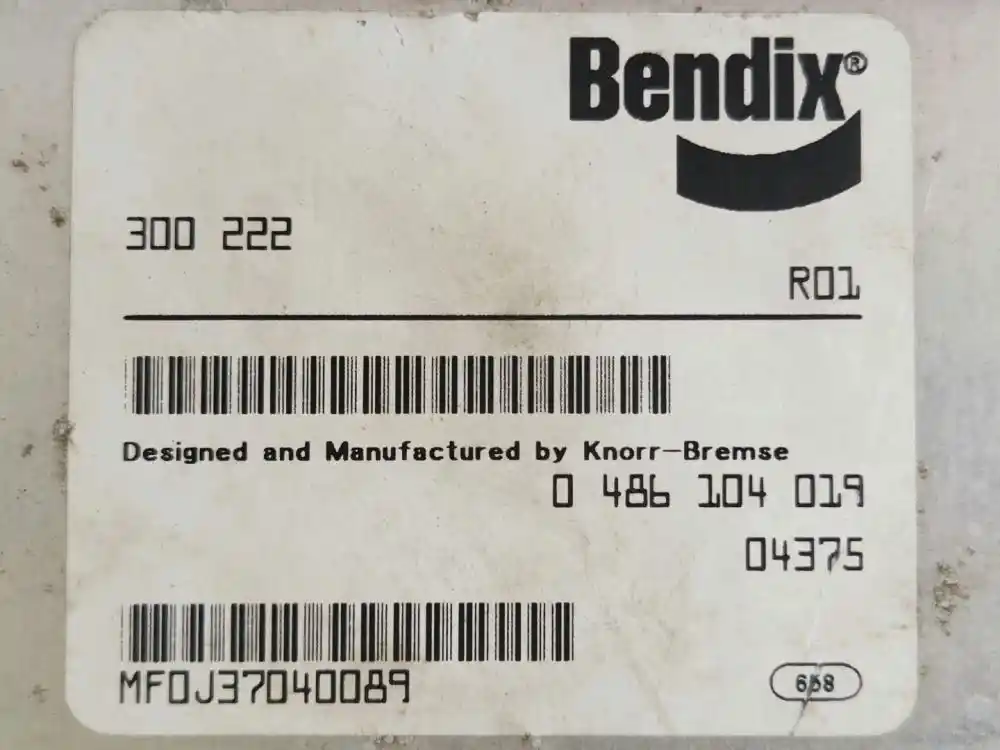 Bendix®
300 222
R01
Designed and Manufactured by Knorr-Bremse
0 486 104 019
04375
MF0J37040089